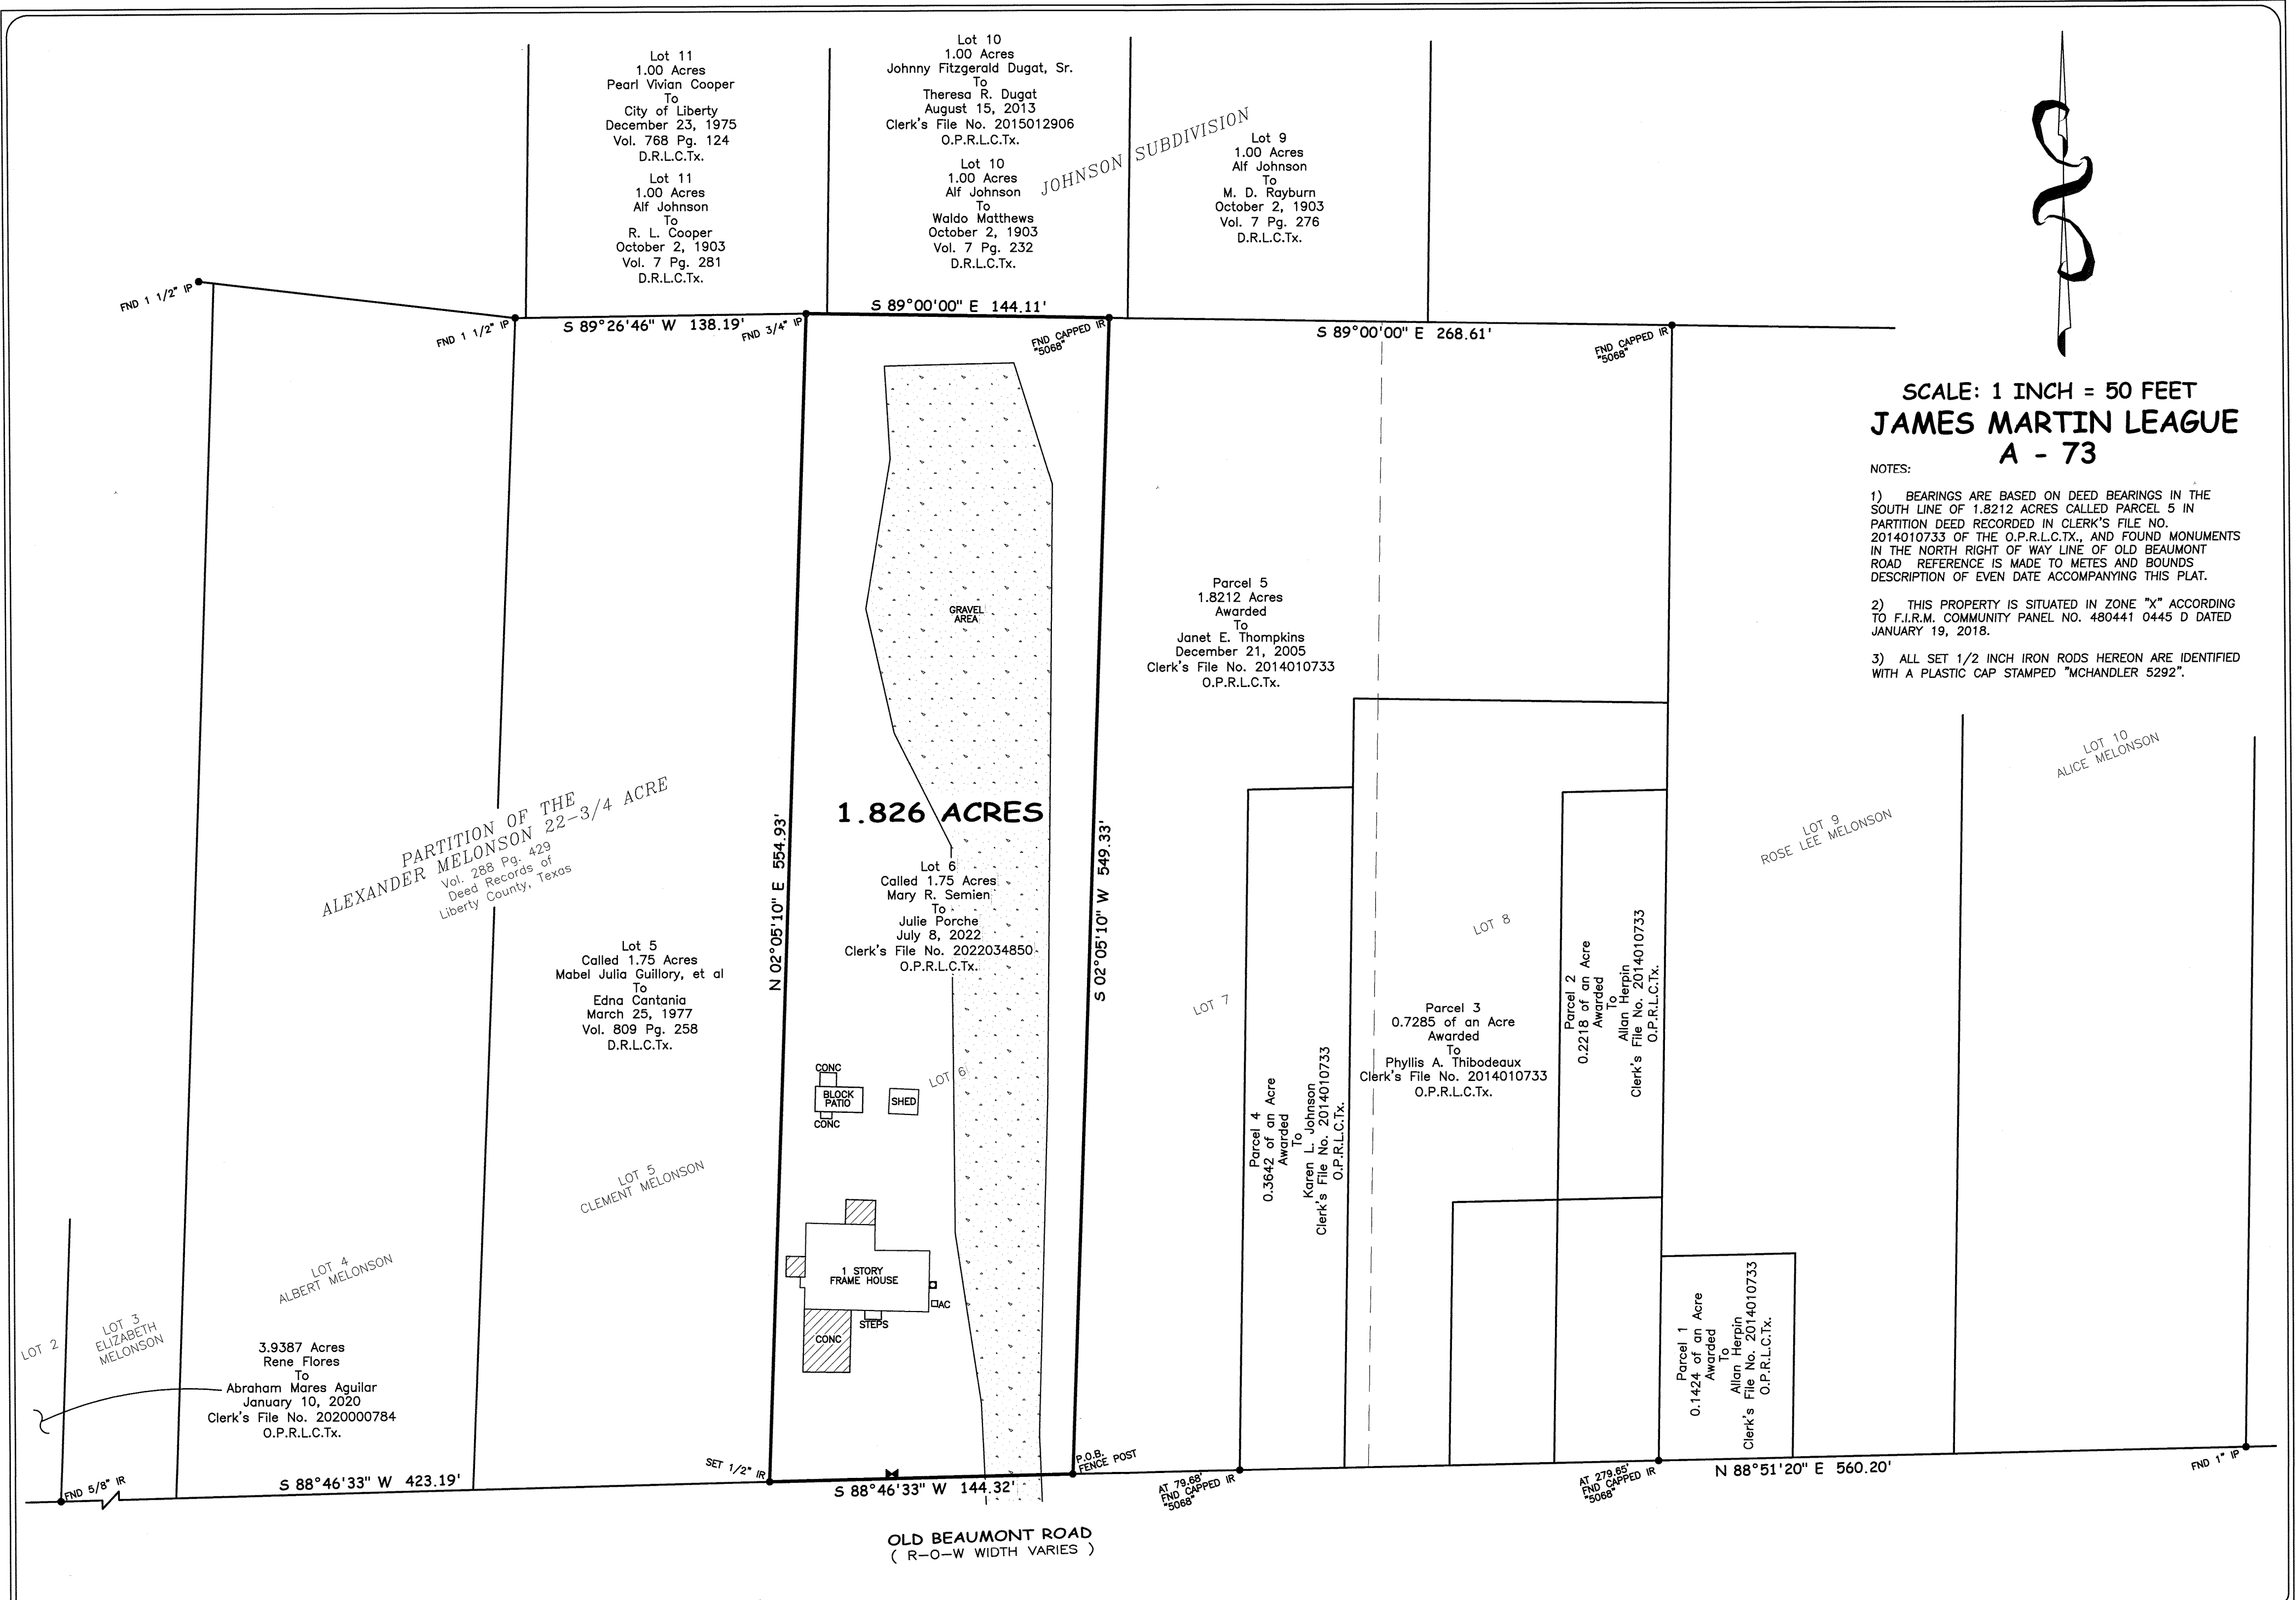 Lot 11
1.00 Acres
Pearl Vivian Cooper
To
City of Liberty
December 23, 1975
Vol. 768 Pg. 124
D.R.L.C.Tx.
Lot 11
1.00 Acres
Alf Johnson
To
R. L. Cooper
October 2, 1903
Vol. 7 Pg. 281
D.R.L.C.Tx.
Lot 10
1.00 Acres
Johnny Fitzgerald Dugat, Sr.
To
Theresa R. Dugat
August 15, 2013
Clerk's File No. 2015012906
O.P.R.L.C.Tx.
Lot 10
1.00 Acres
Alf Johnson
To
Waldo Matthews
October 2, 1903
Vol. 7 Pg. 232
D.R.L.C.Tx.
JOHNSON SUBDIVISION
Lot 9
1.00 Acres
Alf Johnson
To
M. D. Rayburn
October 2, 1903
Vol. 7 Pg. 276
D.R.L.C.Tx.
FND 1 1/2" IP
FND 1 1/2" IP
S 89°26'46" W 138.19'
FND 3/4" IP
S 89°00'00" E 144.11'
FND CAPPED IR
"5068"
S 89°00'00" E 268.61'
FND CAPPED IR
"5068"
SCALE: 1 INCH = 50 FEET
JAMES MARTIN LEAGUE
A - 73
NOTES:
1) BEARINGS ARE BASED ON DEED BEARINGS IN THE
SOUTH LINE OF 1.8212 ACRES CALLED PARCEL 5 IN
PARTITION DEED RECORDED IN CLERK'S FILE NO.
2014010733 OF THE O.P.R.L.C.TX., AND FOUND MONUMENTS
IN THE NORTH RIGHT OF WAY LINE OF OLD BEAUMONT
ROAD REFERENCE IS MADE TO METES AND BOUNDS
DESCRIPTION OF EVEN DATE ACCOMPANYING THIS PLAT.
2) THIS PROPERTY IS SITUATED IN ZONE "X" ACCORDING
TO F.I.R.M. COMMUNITY PANEL NO. 480441 0445 D DATED
JANUARY 19, 2018.
3) ALL SET 1/2 INCH IRON RODS HEREON ARE IDENTIFIED
WITH A PLASTIC CAP STAMPED "MCHANDLER 5292".
GRAVEL
AREA
Parcel 5
1.8212 Acres
Awarded
To
Janet E. Thompkins
December 21, 2005
Clerk's File No. 2014010733
O.P.R.L.C.Tx.
LOT 10
ALICE MELONSON
LOT 9
ROSE LEE MELONSON
PARTITION OF THE
ALEXANDER MELONSON 22-3/4 ACRE
Vol. 288 Pg. 429
Deed Records of
Liberty County, Texas
N 02°05'10" E 554.93'
1.826 ACRES
S 02°05'10" W 549.33'
Lot 6
Called 1.75 Acres
Mary R. Semien
To
Julie Porche
July 8, 2022
Clerk's File No. 2022034850
O.P.R.L.C.Tx.
Lot 5
Called 1.75 Acres
Mabel Julia Guillory, et al
To
Edna Cantania
March 25, 1977
Vol. 809 Pg. 258
D.R.L.C.Tx.
LOT 7
LOT 8
Parcel 2
0.2218 of an Acre
Awarded
To
Allan Herpin
Clerk's File No. 2014010733
O.P.R.L.C.Tx.
Parcel 3
0.7285 of an Acre
Awarded
To
Phyllis A. Thibodeaux
Clerk's File No. 2014010733
O.P.R.L.C.Tx.
Parcel 4
0.3642 of an Acre
Awarded
To
Karen L. Johnson
Clerk's File No. 2014010733
O.P.R.L.C.Tx.
CONC
BLOCK
PATIO
CONC
SHED
LOT 6
LOT 5
CLEMENT MELONSON
1 STORY
FRAME HOUSE
AC
STEPS
CONC
LOT 4
ALBERT MELONSON
LOT 3
ELIZABETH
MELONSON
LOT 2
3.9387 Acres
Rene Flores
To
Abraham Mares Aguilar
January 10, 2020
Clerk's File No. 2020000784
O.P.R.L.C.Tx.
Parcel 1
0.1424 of an Acre
Awarded
To
Allan Herpin
Clerk's File No. 2014010733
O.P.R.L.C.Tx.
FND 5/8" IR
S 88°46'33" W 423.19'
SET 1/2" IR
S 88°46'33" W 144.32'
P.O.B.
FENCE POST
AT 79.68'
FND CAPPED IR
"5068"
AT 279.65'
FND CAPPED IR
"5068"
N 88°51'20" E 560.20'
FND 1" IP
OLD BEAUMONT ROAD
( R-O-W WIDTH VARIES )